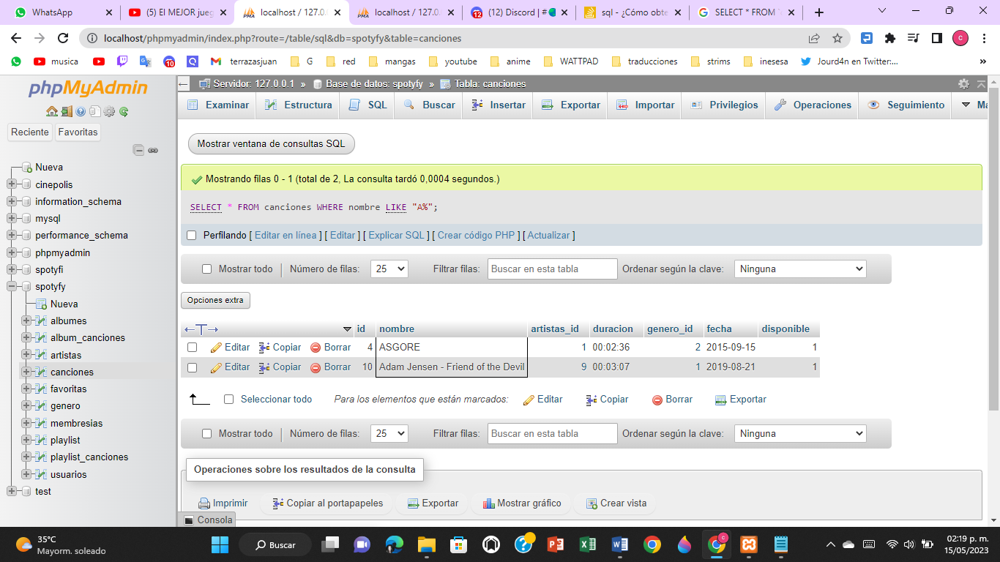 WhatsApp
(5) El MEJOR jueg
localhost / 127.0.
localhost / 127.0.
(12) Discord | #
sql - ¿Cómo obte
SELECT * FROM
localhost/phpmyadmin/index.php?route=/table/sql&db=spotyfy&table=canciones
musica
10
terrazasjuan
G
red
mangas
youtube
anime
WATTPAD
traducciones
strims
inesesa
Jourd4n en Twitter:...
»
phpMyAdmin
Reciente Favoritas
Nueva
cinepolis
information_schema
mysql
performance_schema
phpmyadmin
spotyfi
spotyfy
Nueva
albumes
album_canciones
artistas
canciones
favoritas
genero
membresias
playlist
playlist_canciones
usuarios
test
Servidor: 127.0.0.1 » Base de datos: spotyfy » Tabla: canciones
Examinar Estructura SQL Buscar Insertar Exportar Importar Privilegios Operaciones Seguimiento Má
Mostrar ventana de consultas SQL
Mostrando filas 0 - 1 (total de 2, La consulta tardó 0,0004 segundos.)
SELECT * FROM canciones WHERE nombre LIKE "A%";
Perfilando [ Editar en línea ] [ Editar ] [ Explicar SQL ] [ Crear código PHP ] [ Actualizar ]
Mostrar todo Número de filas: 25 Filtrar filas: Buscar en esta tabla Ordenar según la clave: Ninguna
Opciones extra
←T→ id nombre artistas_id duracion genero_id fecha disponible
Editar Copiar Borrar 4 ASGORE 1 00:02:36 2 2015-09-15 1
Editar Copiar Borrar 10 Adam Jensen - Friend of the Devil 9 00:03:07 1 2019-08-21 1
Seleccionar todo Para los elementos que están marcados: Editar Copiar Borrar Exportar
Mostrar todo Número de filas: 25 Filtrar filas: Buscar en esta tabla Ordenar según la clave: Ninguna
Operaciones sobre los resultados de la consulta
Imprimir Copiar al portapapeles Exportar Mostrar gráfico Crear vista
Consola
35°C
Mayorm. soleado
Buscar
02:19 p. m.
15/05/2023